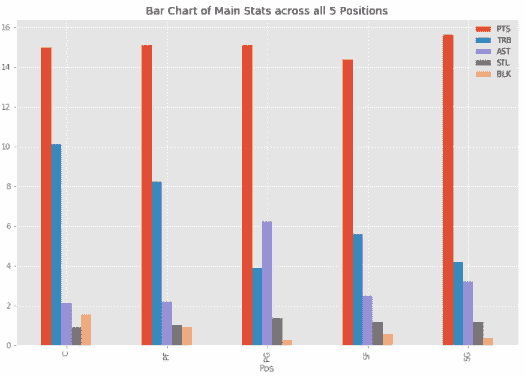 Bar Chart of Main Stats across all 5 Positions
16
14
12
10
8
6
4
2
0
PTS
TRB
AST
STL
BLK
C
PF
PG
SF
SG
Pos